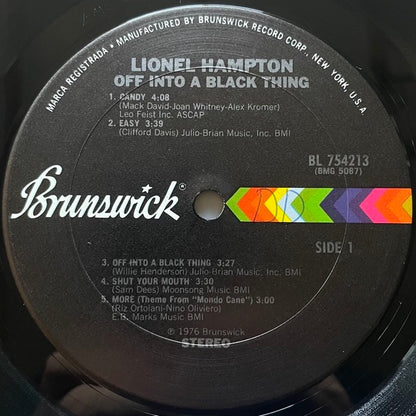 MARCA REGISTRADA • MANUFACTURED BY BRUNSWICK RECORD CORP., NEW YORK, U.S.A.
LIONEL HAMPTON
OFF INTO A BLACK THING
1. CANDY 4:08
(Mack David-Joan Whitney-Alex Kromer)
Leo Feist Inc. ASCAP
2. EASY 3:39
(Clifford Davis) Julio-Brian Music, Inc. BMI
BL 754213
(BMG 5087)
Brunswick®
SIDE 1
3. OFF INTO A BLACK THING 3:27
(Willie Henderson) Julio-Brian Music, Inc. BMI
4. SHUT YOUR MOUTH 3:30
(Sam Dees) Moonsong Music, BMI
5. MORE (Theme From "Mondo Cane") 3:00
(Riz Ortolani-Nino Oliviero)
E.B. Marks Music BMI
℗ 1976 Brunswick
STEREO